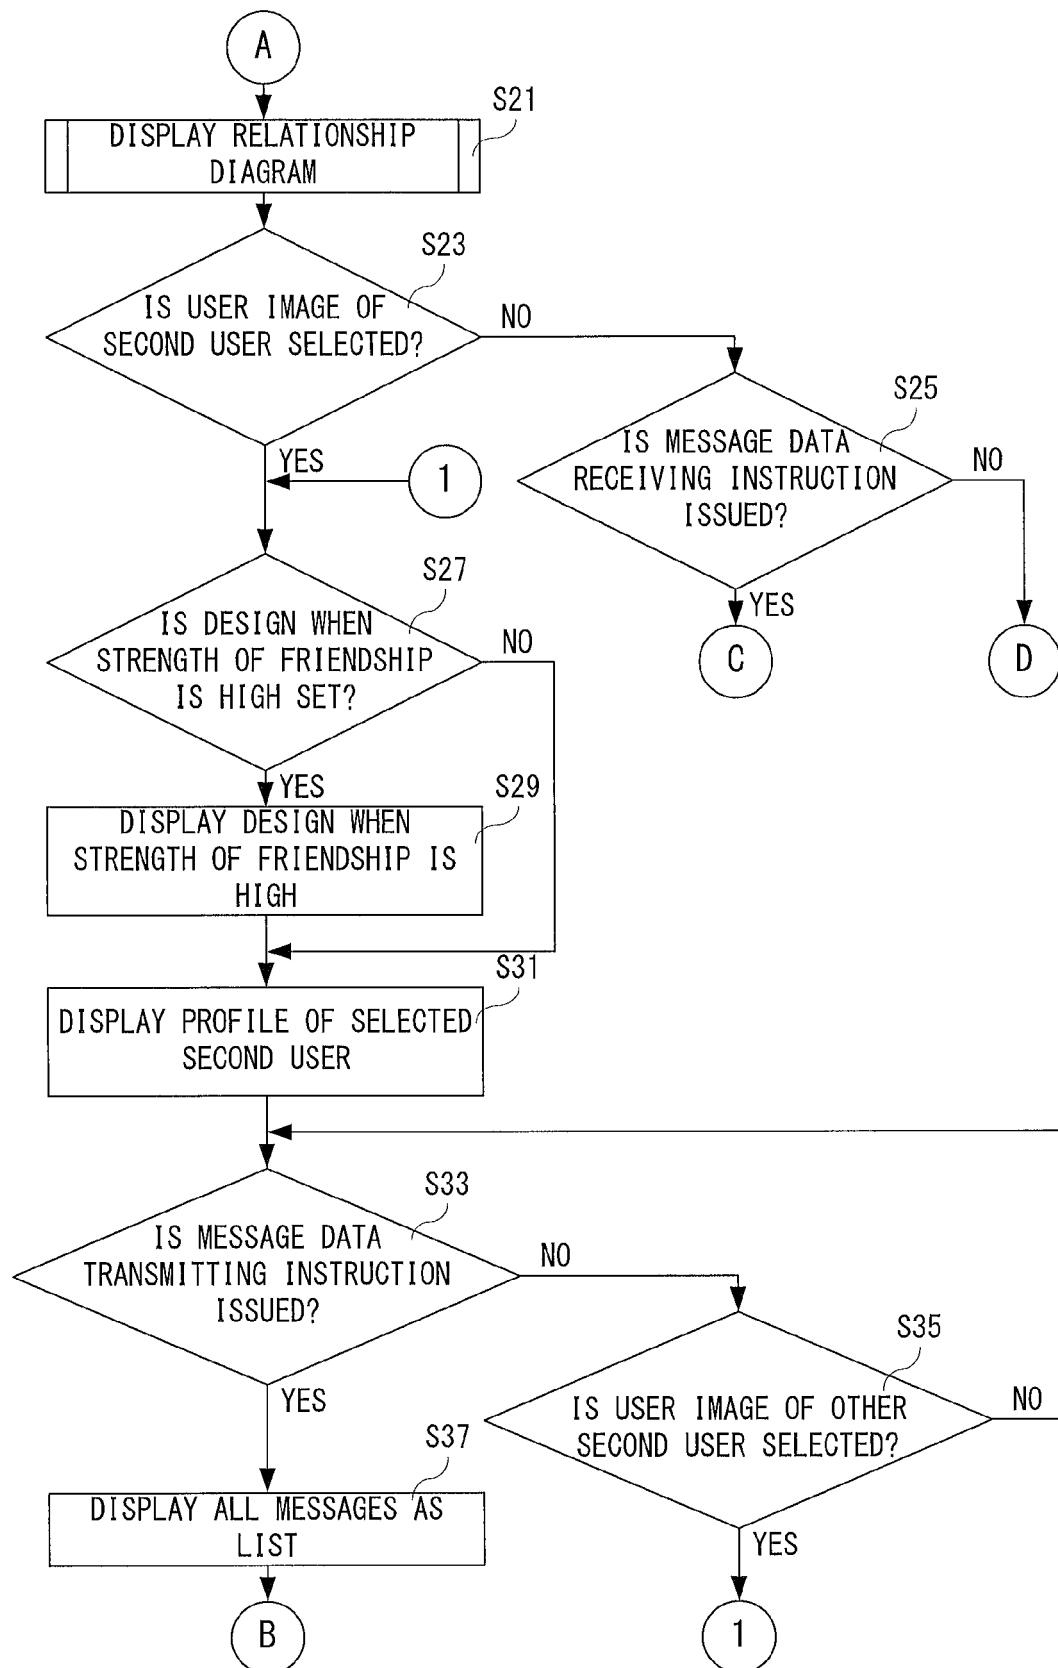 A
S21
DISPLAY RELATIONSHIP
DIAGRAM
S23
IS USER IMAGE OF
SECOND USER SELECTED?
NO
YES
1
S25
IS MESSAGE DATA
RECEIVING INSTRUCTION
ISSUED?
NO
YES
C
D
S27
IS DESIGN WHEN
STRENGTH OF FRIENDSHIP
IS HIGH SET?
NO
YES
S29
DISPLAY DESIGN WHEN
STRENGTH OF FRIENDSHIP IS
HIGH
S31
DISPLAY PROFILE OF SELECTED
SECOND USER
S33
IS MESSAGE DATA
TRANSMITTING INSTRUCTION
ISSUED?
NO
YES
S35
IS USER IMAGE OF OTHER
SECOND USER SELECTED?
NO
YES
S37
DISPLAY ALL MESSAGES AS
LIST
B
1